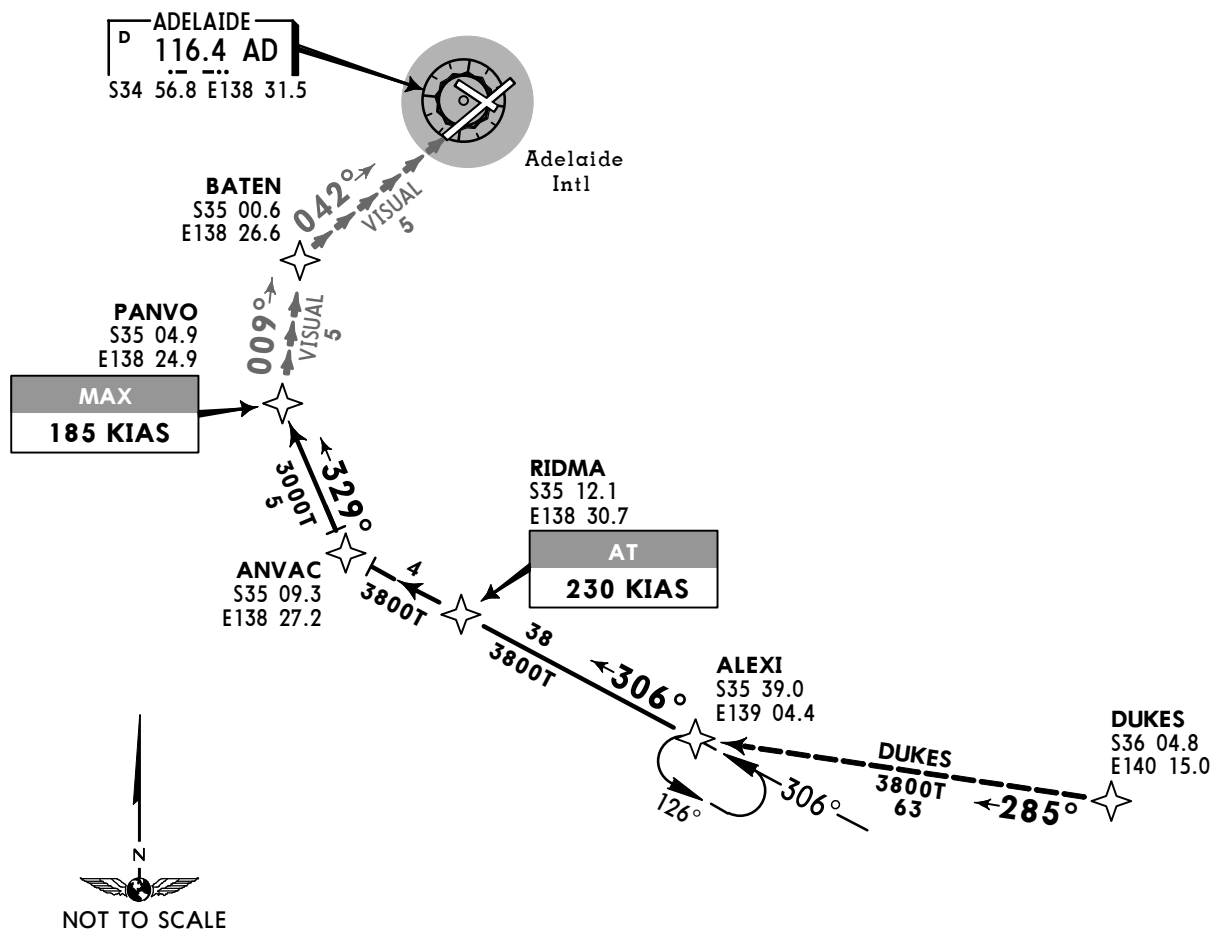 ADELAIDE
D
116.4 AD
S34 56.8 E138 31.5
Adelaide
Intl
BATEN
S35 00.6
E138 26.6
042°
VISUAL
5
PANVO
S35 04.9
E138 24.9
009°
VISUAL
5
MAX
185 KIAS
329°
3000T
5
RIDMA
S35 12.1
E138 30.7
AT
230 KIAS
ANVAC
S35 09.3
E138 27.2
4
3800T
38
3800T
306°
ALEXI
S35 39.0
E139 04.4
DUKES
S36 04.8
E140 15.0
DUKES
3800T
63
285°
306°
126°
N
NOT TO SCALE